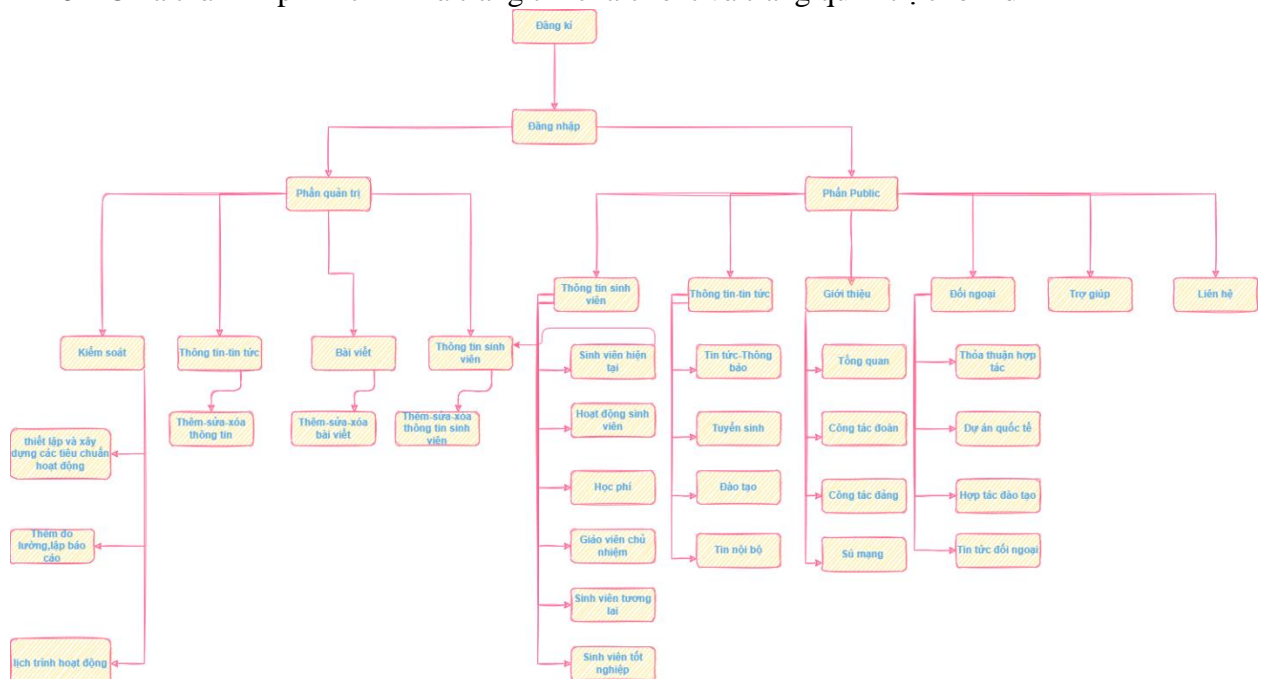 Đăng kí
Đăng nhập
Phần quản trị
Phần Public
Thông tin sinh
viên
Thông tin-tin tức
Giới thiệu
Đối ngoại
Trợ giúp
Liên hệ
Kiểm soát
Thông tin-tin tức
Bài viết
Thông tin sinh
viên
Sinh viên hiện
tại
Tin tức-Thông
báo
Tổng quan
Thỏa thuận hợp
tác
Thêm-sửa-xóa
thông tin
Thêm-sửa-xóa
bài viết
Thêm-sửa-xóa
thông tin sinh
viên
Hoạt động sinh
viên
Tuyển sinh
Công tác đoàn
Dự án quốc tế
thiết lập và xây
dựng các tiêu chuẩn
hoạt động
Học phí
Đào tạo
Công tác đảng
Hợp tác đào tạo
Thêm đo
lường,lập báo
cáo
Giáo viên chủ
nhiệm
Tin nội bộ
Sú mạng
Tin tức đối ngoại
Sinh viên tương
lai
lịch trình hoạt động
Sinh viên tốt
nghiệp